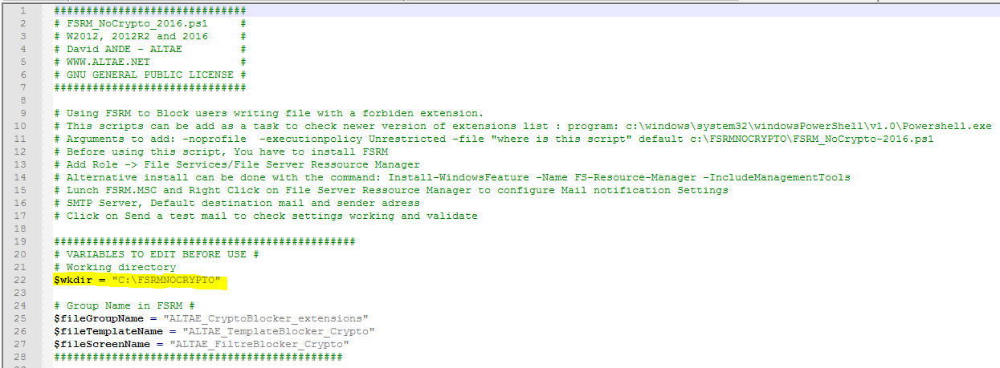 1 ##############################
2 # FSRM_NoCrypto_2016.ps1     #
3 # W2012, 2012R2 and 2016     #
4 # David ANDE - ALTAE         #
5 # WWW.ALTAE.NET              #
6 # GNU GENERAL PUBLIC LICENSE #
7 ##############################
8
9 # Using FSRM to Block users writing file with a forbiden extension.
10 # This scripts can be add as a task to check newer version of extensions list : program: c:\windows\system32\windowsPowerShell\v1.0\Powershell.exe
11 # Arguments to add: -noprofile  -executionpolicy Unrestricted -file "where is this script" default c:\FSRMNOCRYPTO\FSRM_NoCrypto-2016.ps1
12 # Before using this script, You have to install FSRM
13 # Add Role -> File Services/File Server Ressource Manager
14 # Alternative install can be done with the command: Install-WindowsFeature -Name FS-Resource-Manager -IncludeManagementTools
15 # Lunch FSRM.MSC and Right Click on File Server Ressource Manager to configure Mail notification Settings
16 # SMTP Server, Default destination mail and sender adress
17 # Click on Send a test mail to check settings working and validate
18
19 ###############################################
20 # VARIABLES TO EDIT BEFORE USE #
21 # Working directory
22 $wkdir = "C:\FSRMNOCRYPTO"
23
24 # Group Name in FSRM #
25 $fileGroupName = "ALTAE_CryptoBlocker_extensions"
26 $fileTemplateName = "ALTAE_TemplateBlocker_Crypto"
27 $fileScreenName = "ALTAE_FiltreBlocker_Crypto"
28 #############################################